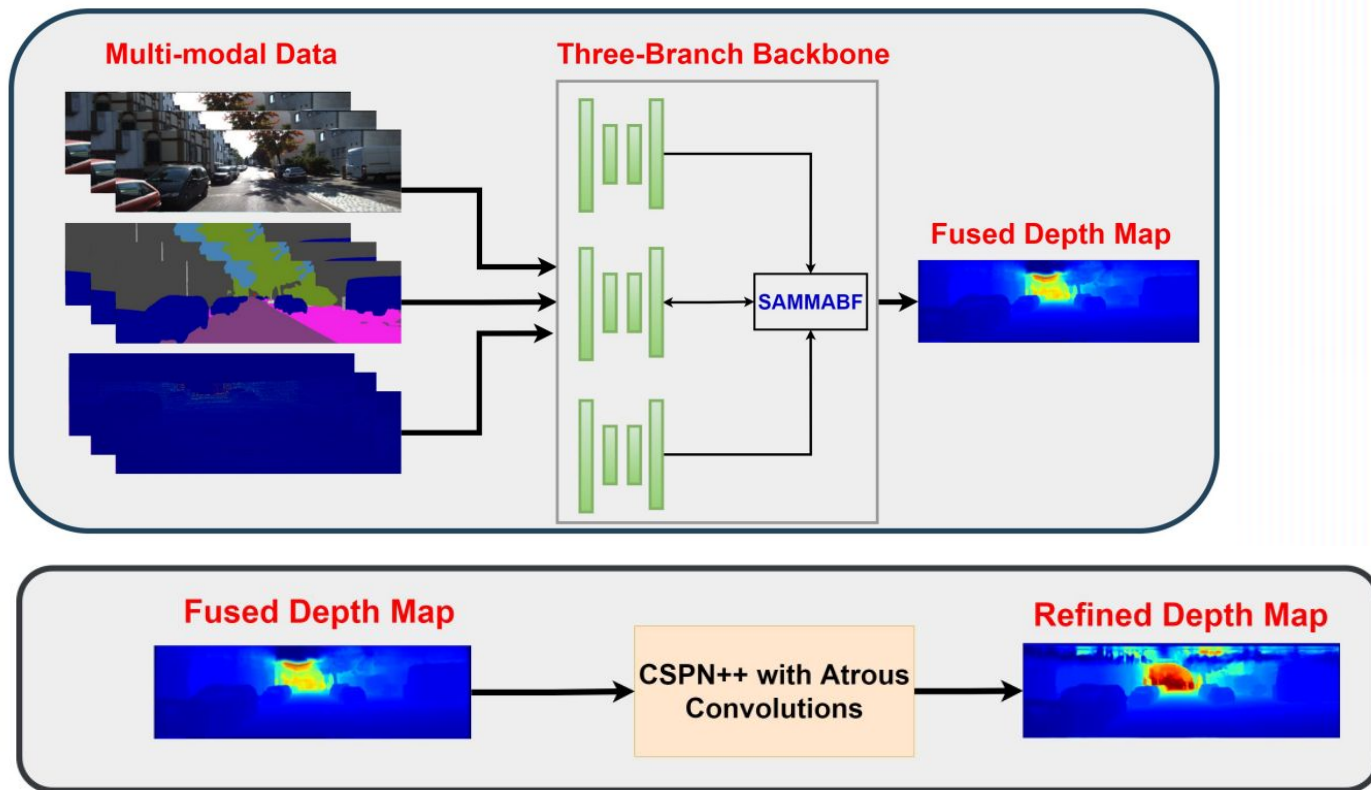 Multi-modal Data
Three-Branch Backbone
SAMMABF
Fused Depth Map
Fused Depth Map
CSPN++ with Atrous
Convolutions
Refined Depth Map